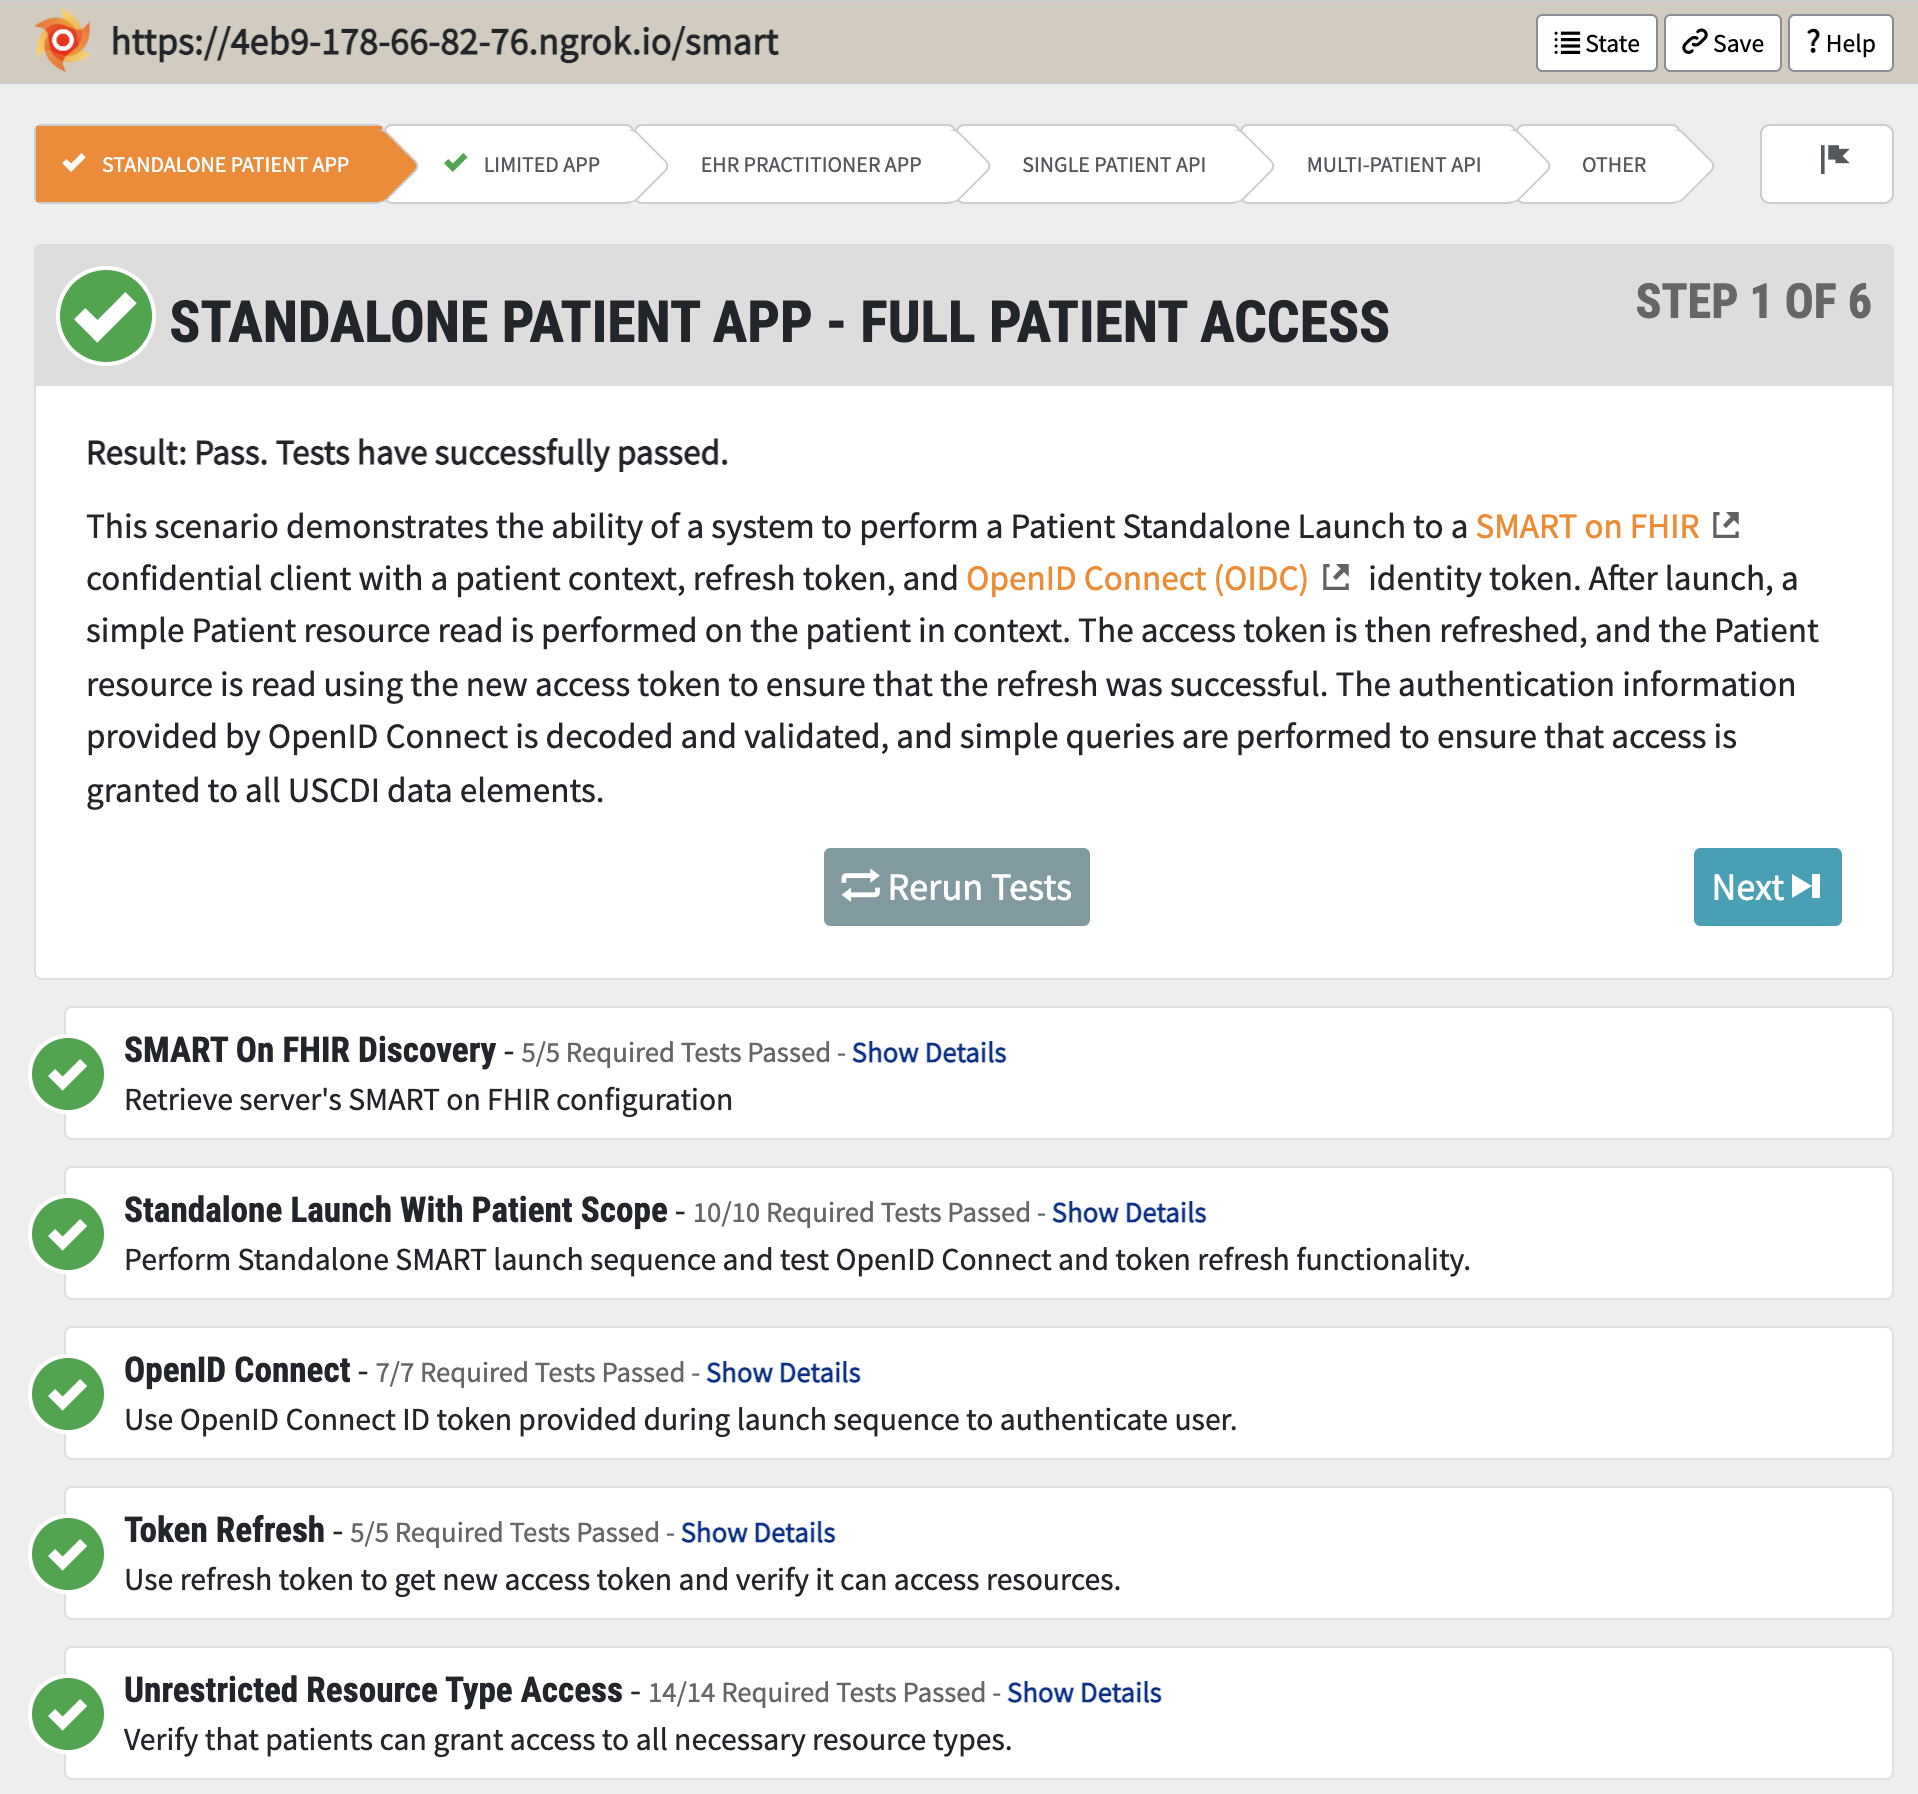 https://4eb9-178-66-82-76.ngrok.io/smart
State Save ? Help
STANDALONE PATIENT APP LIMITED APP EHR PRACTITIONER APP SINGLE PATIENT API MULTI-PATIENT API OTHER
STANDALONE PATIENT APP - FULL PATIENT ACCESS
STEP 1 OF 6
Result: Pass. Tests have successfully passed.
This scenario demonstrates the ability of a system to perform a Patient Standalone Launch to a SMART on FHIR
confidential client with a patient context, refresh token, and OpenID Connect (OIDC) identity token. After launch, a
simple Patient resource read is performed on the patient in context. The access token is then refreshed, and the Patient
resource is read using the new access token to ensure that the refresh was successful. The authentication information
provided by OpenID Connect is decoded and validated, and simple queries are performed to ensure that access is
granted to all USCDI data elements.
Rerun Tests
Next
SMART On FHIR Discovery - 5/5 Required Tests Passed - Show Details
Retrieve server's SMART on FHIR configuration
Standalone Launch With Patient Scope - 10/10 Required Tests Passed - Show Details
Perform Standalone SMART launch sequence and test OpenID Connect and token refresh functionality.
OpenID Connect - 7/7 Required Tests Passed - Show Details
Use OpenID Connect ID token provided during launch sequence to authenticate user.
Token Refresh - 5/5 Required Tests Passed - Show Details
Use refresh token to get new access token and verify it can access resources.
Unrestricted Resource Type Access - 14/14 Required Tests Passed - Show Details
Verify that patients can grant access to all necessary resource types.